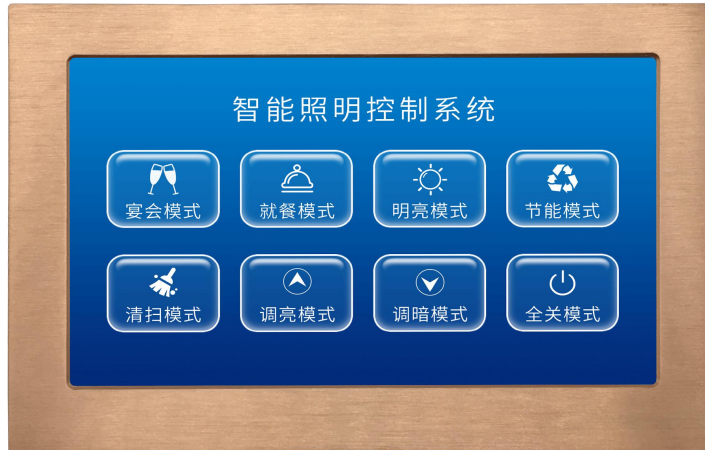 智能照明控制系统
宴会模式 就餐模式 明亮模式 节能模式
清扫模式 调亮模式 调暗模式 全关模式